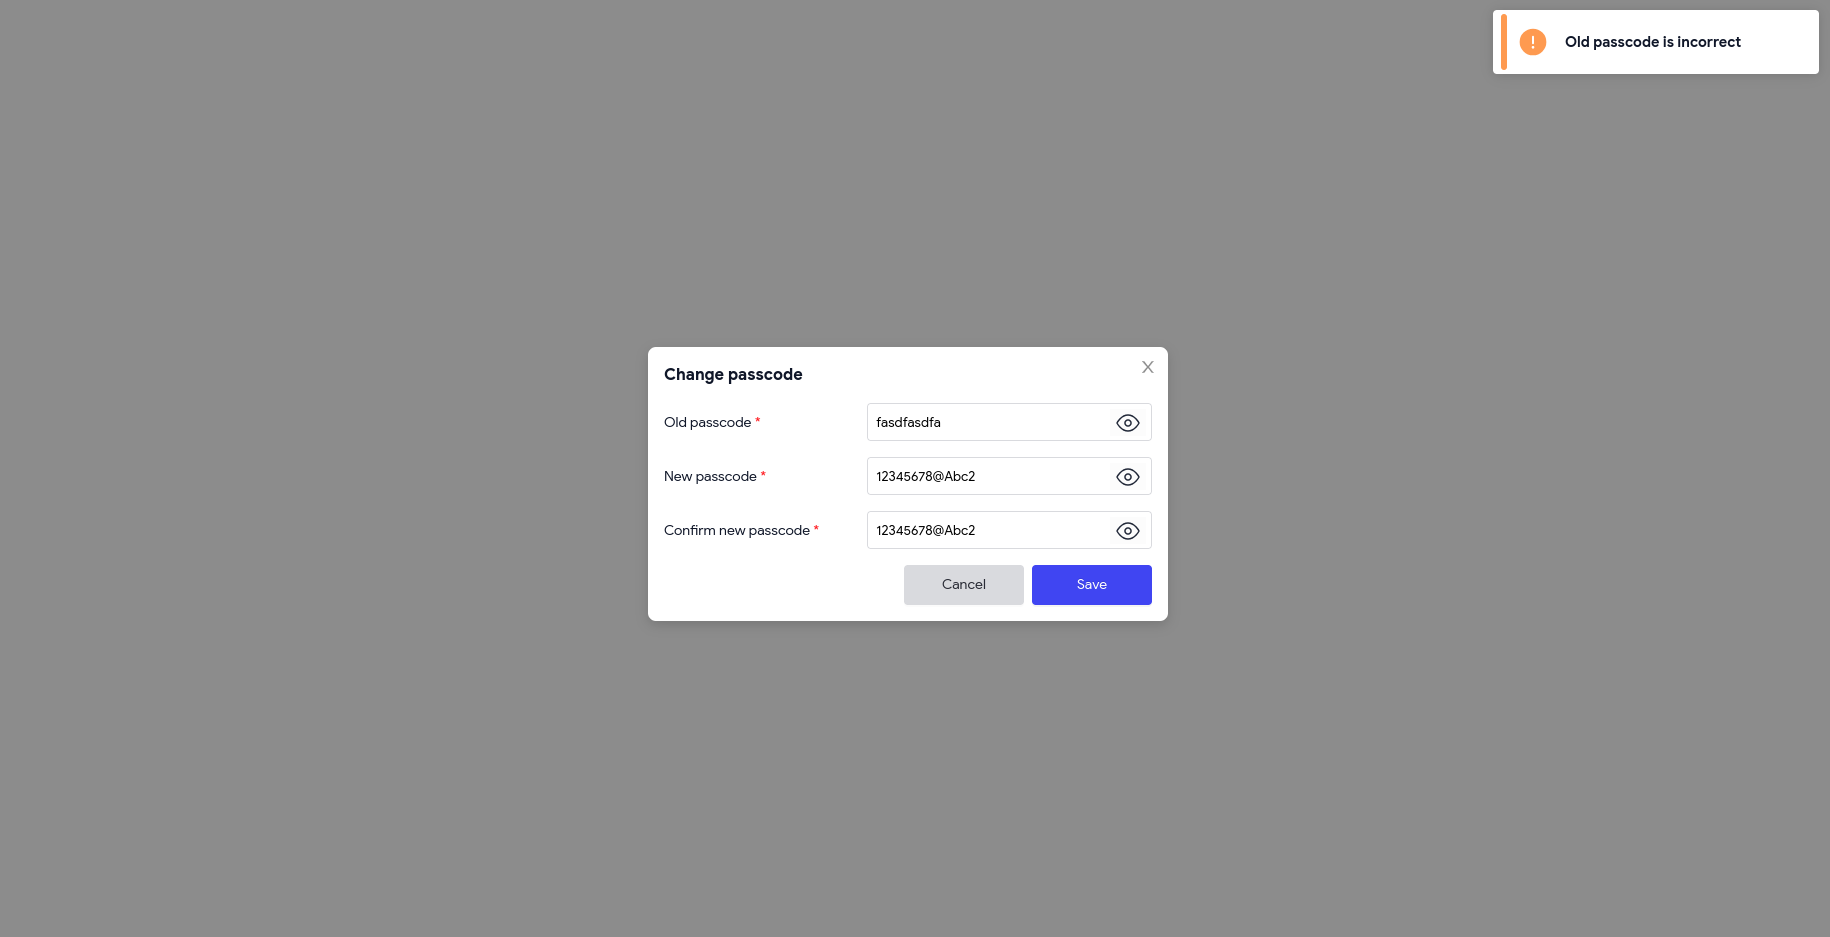 Old passcode is incorrect
Change passcode
X
Old passcode *
fasdfasdfa
New passcode *
12345678@Abc2
Confirm new passcode *
12345678@Abc2
Cancel
Save